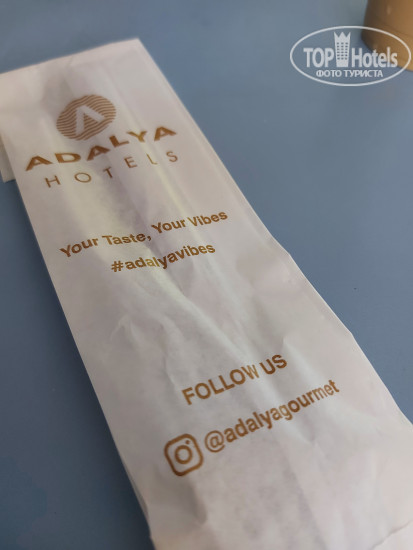 TOP Hotels
ФОТО ТУРИСТА
ADALYA
HOTELS
Your Taste, Your Vibes
#adalyavibes
FOLLOW US
@adalyagourmet